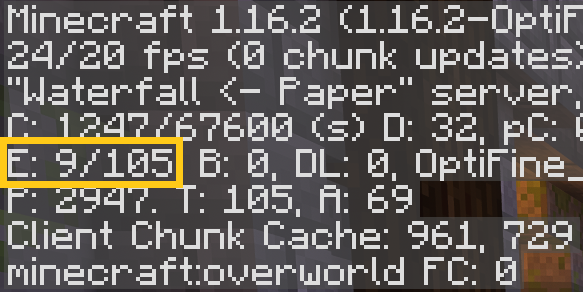 Minecraft 1.16.2 (1.16.2-OptiF
24/20 fps (0 chunk updates,
"Waterfall <- Paper" server
C: 1247/67600 (s) D: 32, pC:
E: 9/105, B: 0, DL: 0, OptiFine_
P: 2947. T: 105, A: 69
Client Chunk Cache: 961, 729
minecraft:overworld FC: 0